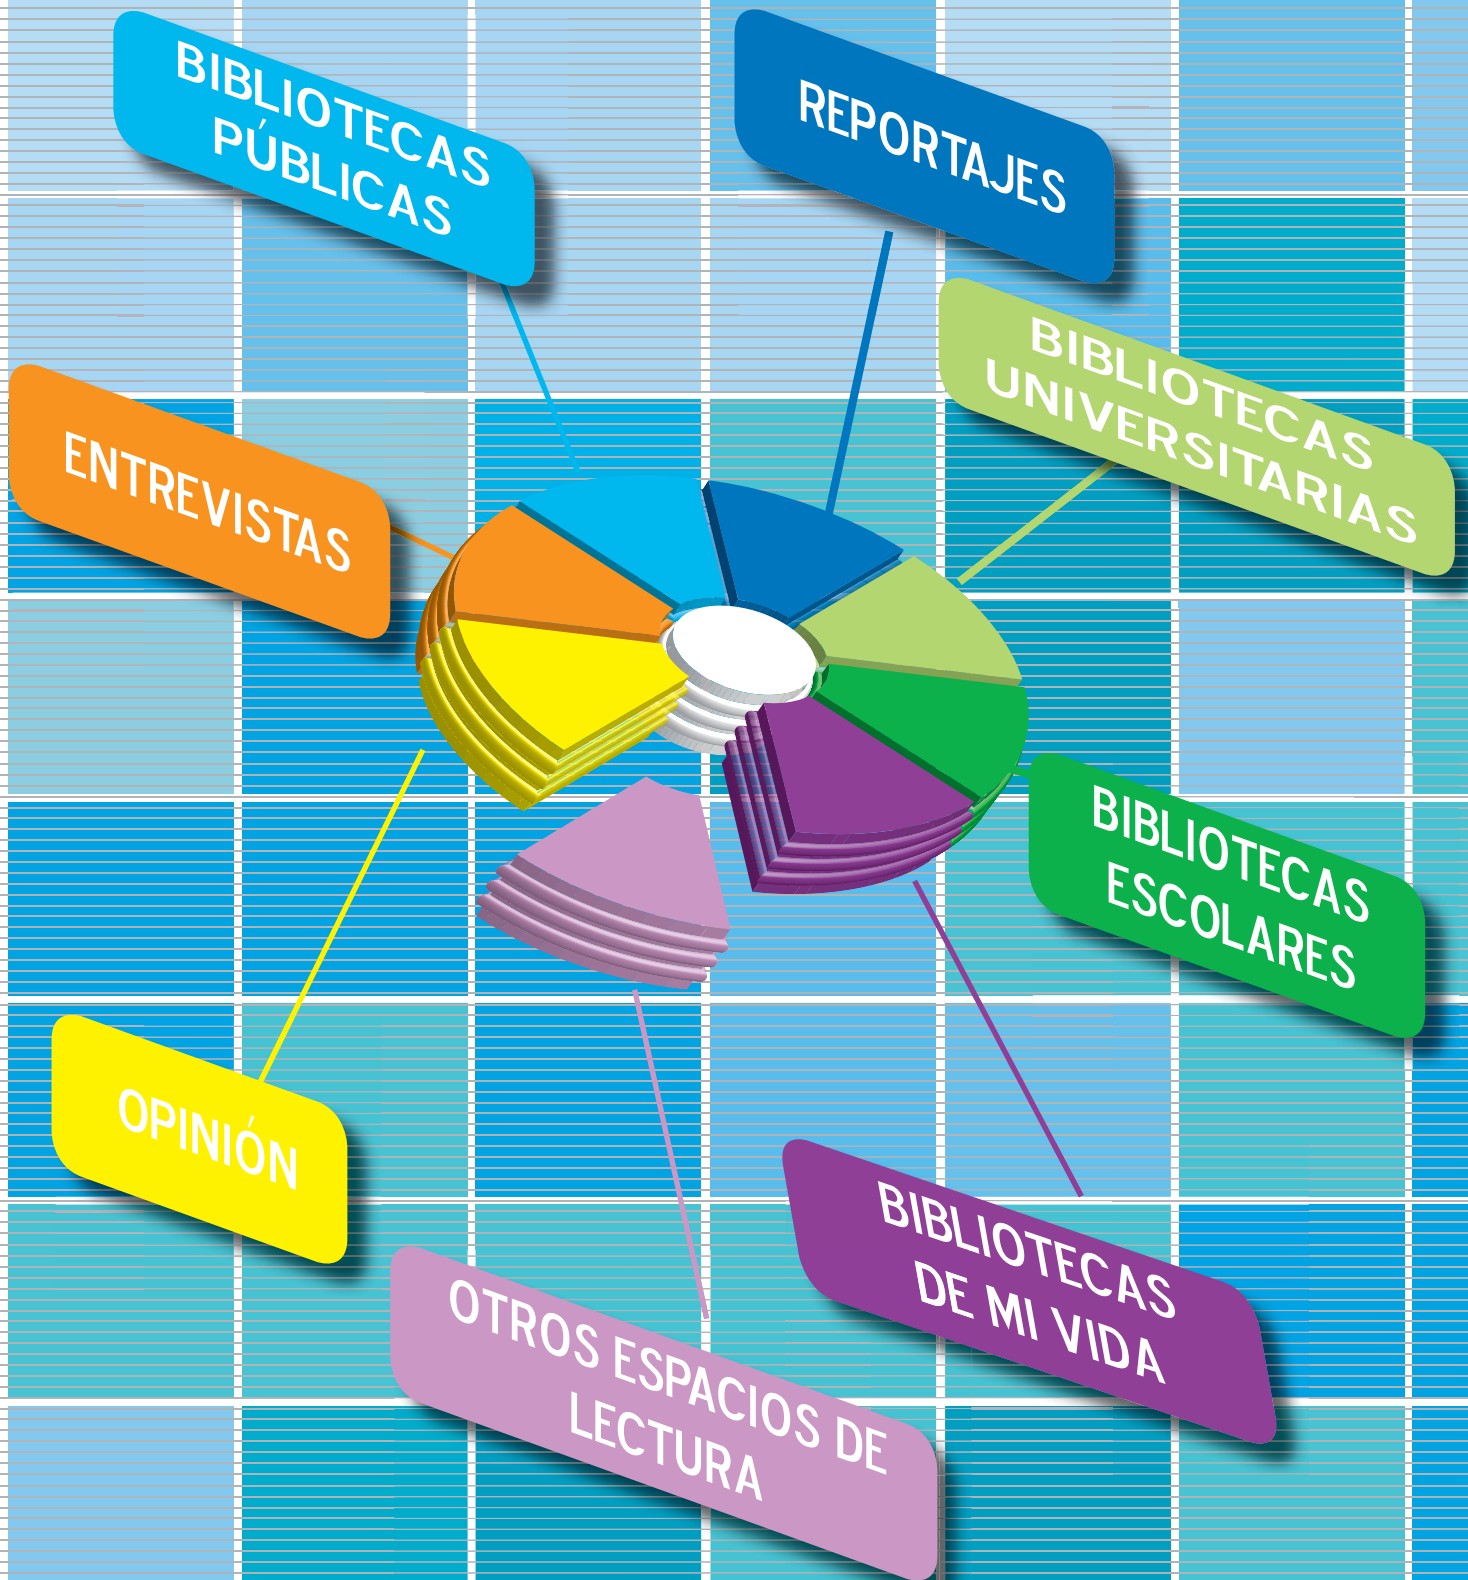 BIBLIOTECAS
PÚBLICAS
REPORTAJES
BIBLIOTECAS
UNIVERSITARIAS
ENTREVISTAS
BIBLIOTECAS
ESCOLARES
OPINIÓN
BIBLIOTECAS
DE MI VIDA
OTROS ESPACIOS DE
LECTURA